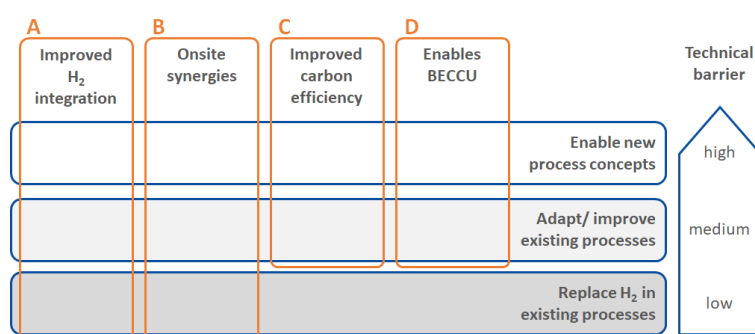 A
B
C
D
Improved
H₂
integration
Onsite
synergies
Improved
carbon
efficiency
Enables
BECCU
Technical
barrier
Enable new
process concepts
high
Adapt/ improve
existing processes
medium
Replace H₂ in
existing processes
low